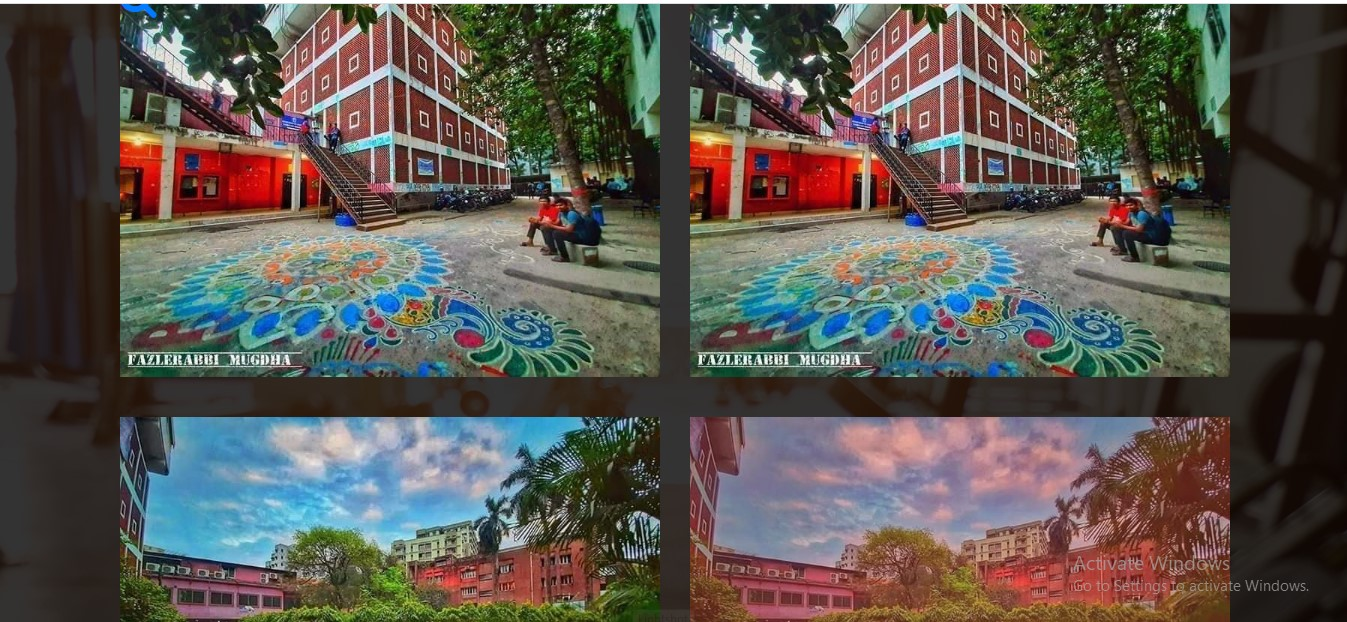 FAZLERABBI MUGDHA
FAZLERABBI MUGDHA
Activate Windows
Go to Settings to activate Windows.